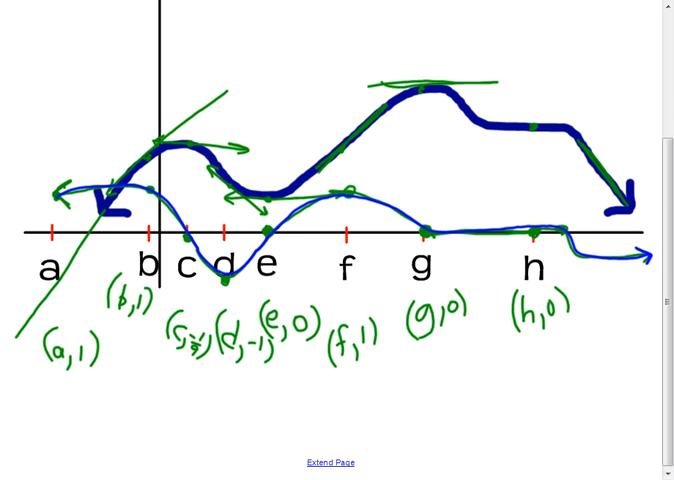 a b c d e f g h
(b,1) (e,0) (g,0) (h,0)
(a,1) (d,-1) (f,1)
Extend Page